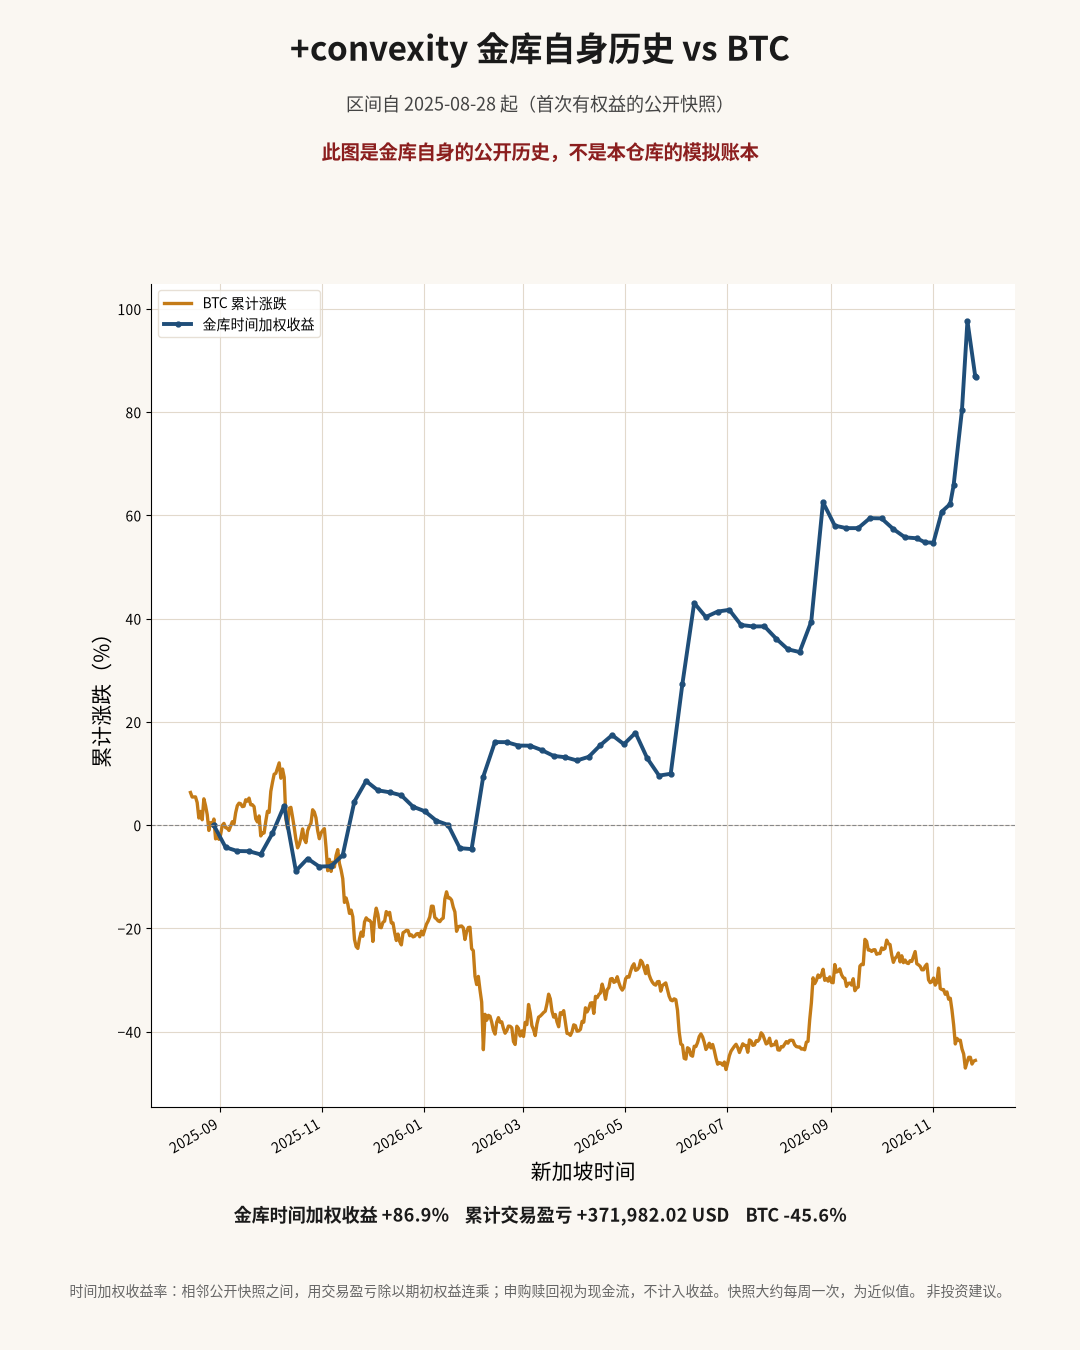 +convexity 金库自身历史 vs BTC
区间自 2025-08-28 起（首次有权益的公开快照）
此图是金库自身的公开历史，不是本仓库的模拟账本
BTC 累计涨跌
金库时间加权收益
累计涨跌（%）
100
80
60
40
20
0
−20
−40
2025-09
2025-11
2026-01
2026-03
2026-05
2026-07
2026-09
2026-11
新加坡时间
金库时间加权收益 +86.9% 累计交易盈亏 +371,982.02 USD BTC -45.6%
时间加权收益率：相邻公开快照之间，用交易盈亏除以期初权益连乘；申购赎回视为现金流，不计入收益。快照大约每周一次，为近似值。 非投资建议。